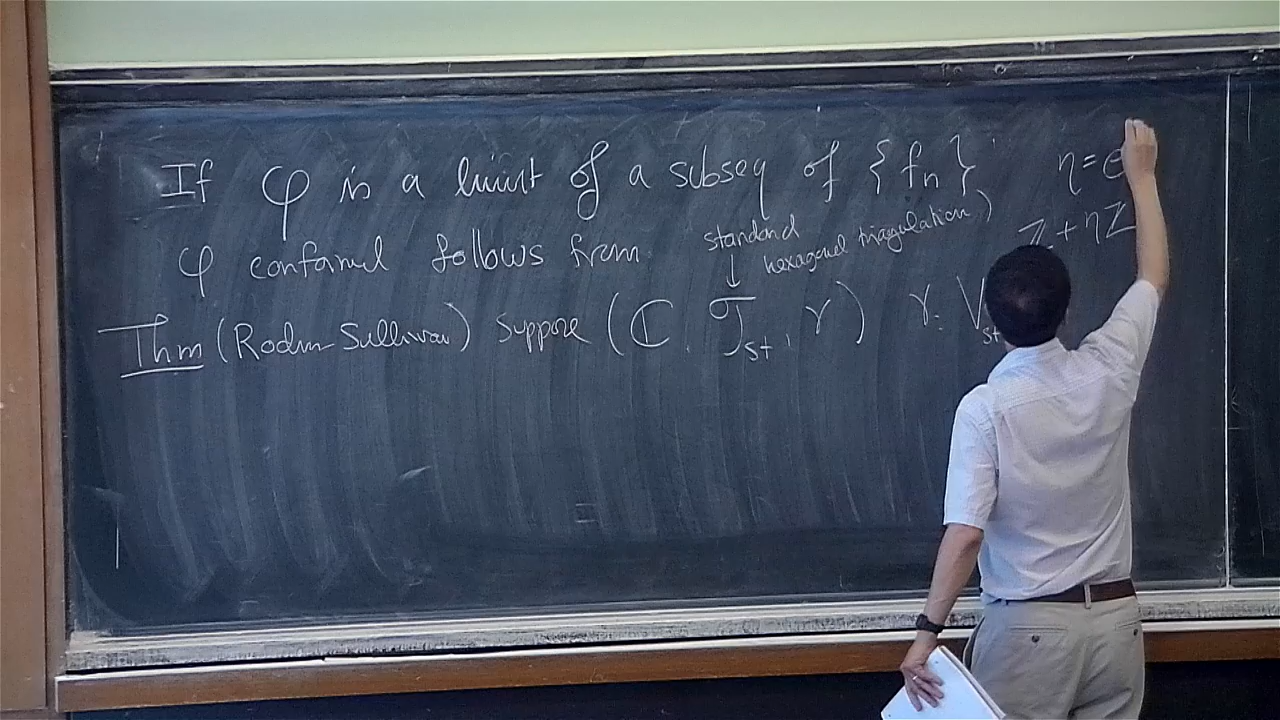 If φ is a limit of a subseq of {f_n}
η = e
φ conformal follows from
standard
hexagonal triangulation)
ℤ + ηℤ
↓
Thm (Rodin-Sullivan) Suppose (ℂ, 𝒯_st, r) r: V_st